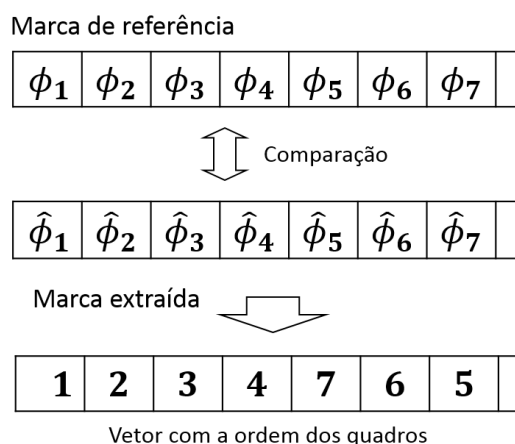 Marca de referência
ϕ₁ ϕ₂ ϕ₃ ϕ₄ ϕ₅ ϕ₆ ϕ₇
Comparação
ϕ̂₁ ϕ̂₂ ϕ̂₃ ϕ̂₄ ϕ̂₅ ϕ̂₆ ϕ̂₇
Marca extraída
1 2 3 4 7 6 5
Vetor com a ordem dos quadros